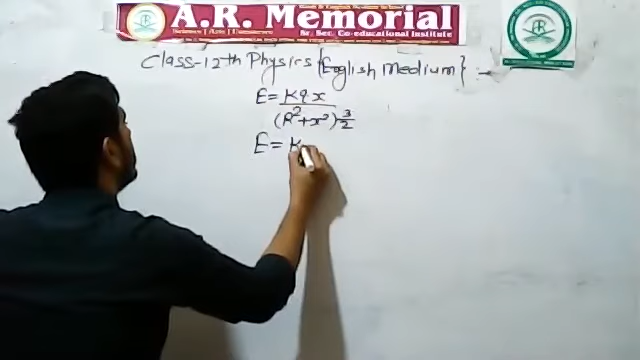 A.R. Memorial
Science | Arts | Commerce Sr. Sec. Co-educational Institute
Class-12th Physics {English Medium} :-
E = Kqx
(R²+x²)3/2
E = K